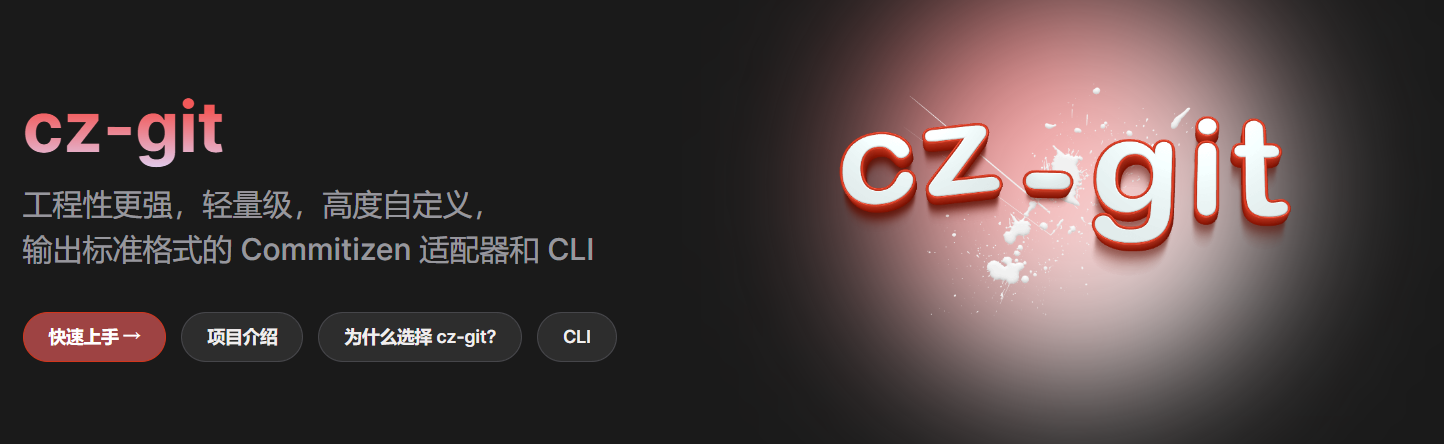 cz-git
工程性更强，轻量级，高度自定义，
输出标准格式的 Commitizen 适配器和 CLI
快速上手 →
项目介绍
为什么选择 cz-git?
CLI
cz-git